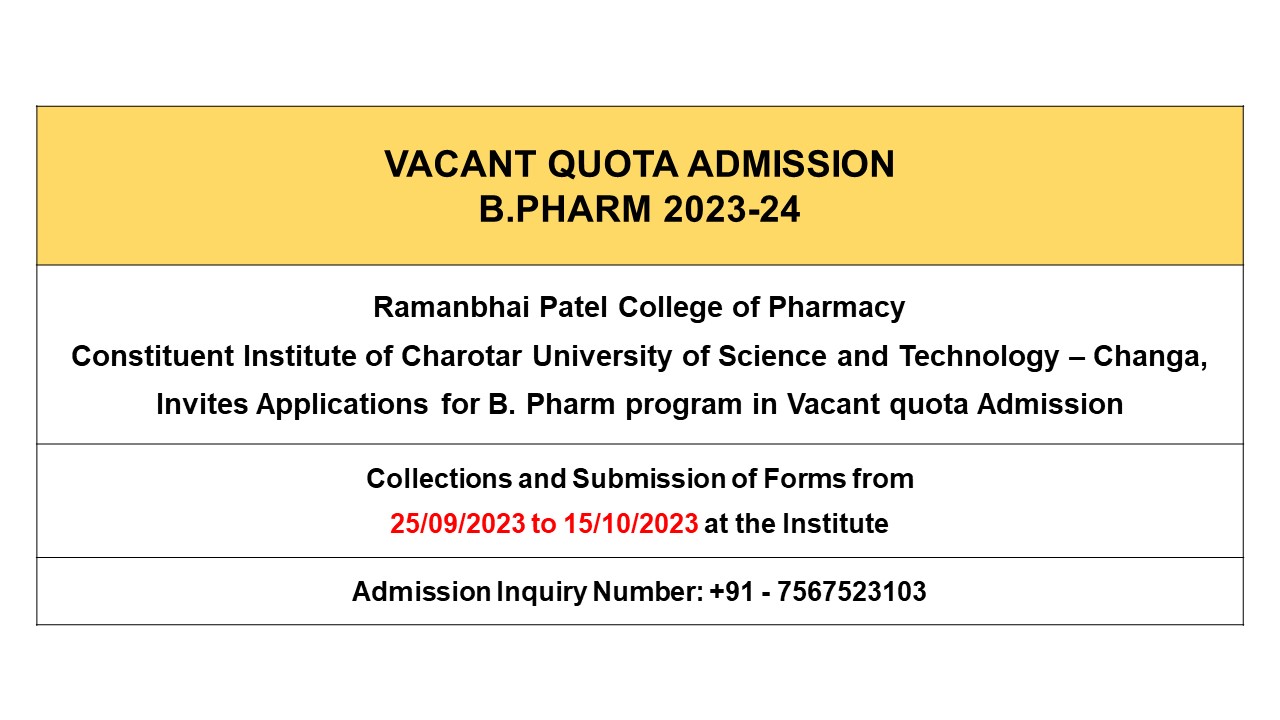 VACANT QUOTA ADMISSION
B.PHARM 2023-24
Ramanbhai Patel College of Pharmacy
Constituent Institute of Charotar University of Science and Technology – Changa,
Invites Applications for B. Pharm program in Vacant quota Admission
Collections and Submission of Forms from
25/09/2023 to 15/10/2023 at the Institute
Admission Inquiry Number: +91 - 7567523103